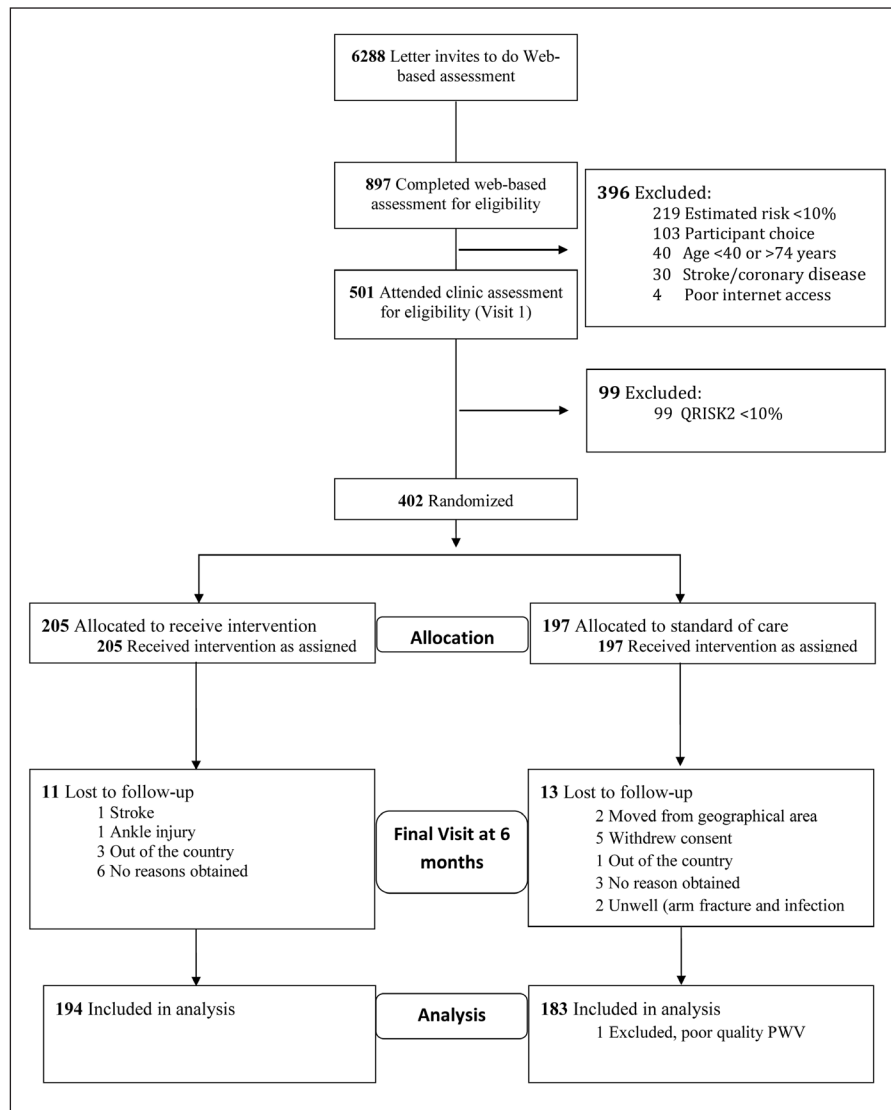 6288 Letter invites to do Web-
based assessment
897 Completed web-based
assessment for eligibility
396 Excluded:
219 Estimated risk <10%
103 Participant choice
40 Age <40 or >74 years
30 Stroke/coronary disease
4 Poor internet access
501 Attended clinic assessment
for eligibility (Visit 1)
99 Excluded:
99 QRISK2 <10%
402 Randomized
205 Allocated to receive intervention
205 Received intervention as assigned
Allocation
197 Allocated to standard of care
197 Received intervention as assigned
11 Lost to follow-up
1 Stroke
1 Ankle injury
3 Out of the country
6 No reasons obtained
Final Visit at 6
months
13 Lost to follow-up
2 Moved from geographical area
5 Withdrew consent
1 Out of the country
3 No reason obtained
2 Unwell (arm fracture and infection
194 Included in analysis
Analysis
183 Included in analysis
1 Excluded, poor quality PWV